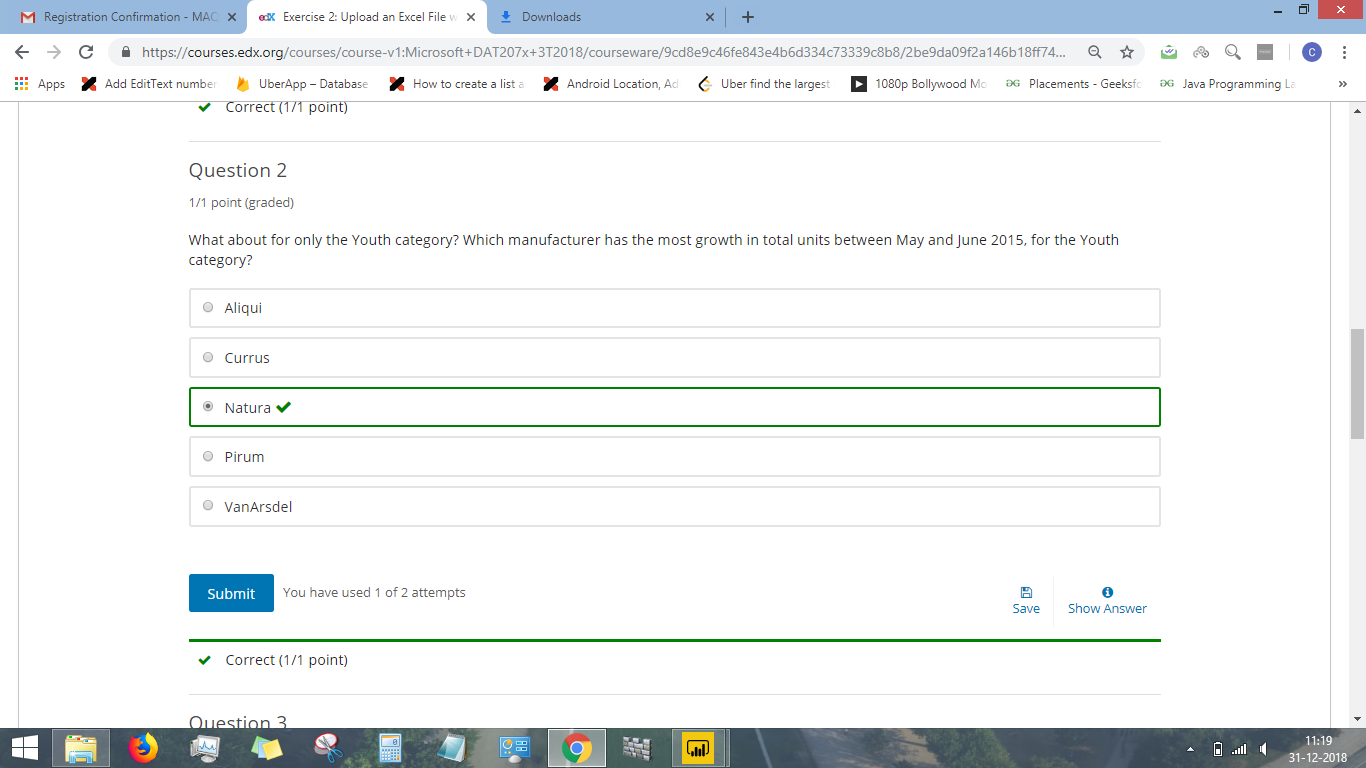 Registration Confirmation - MAC
edX Exercise 2: Upload an Excel File w
Downloads
https://courses.edx.org/courses/course-v1:Microsoft+DAT207x+3T2018/courseware/9cd8e9c46fe843e4b6d334c73339c8b8/2be9da09f2a146b18ff74...
C
Apps
Add EditText number
UberApp – Database
How to create a list a
Android Location, Ad
Uber find the largest
1080p Bollywood Mo
Placements - Geeksfo
Java Programming La
»
Correct (1/1 point)
Question 2
1/1 point (graded)
What about for only the Youth category? Which manufacturer has the most growth in total units between May and June 2015, for the Youth
category?
Aliqui
Currus
Natura
Pirum
VanArsdel
Submit
You have used 1 of 2 attempts
Save
Show Answer
Correct (1/1 point)
Question 3
11:19
31-12-2018